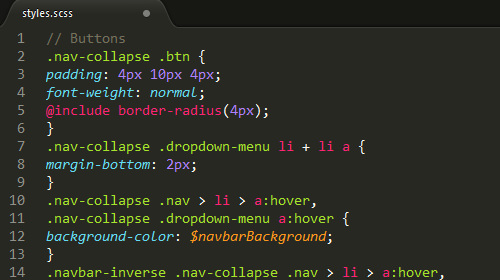 styles.scss
1 // Buttons
2 .nav-collapse .btn {
3 padding: 4px 10px 4px;
4 font-weight: normal;
5 @include border-radius(4px);
6 }
7 .nav-collapse .dropdown-menu li + li a {
8 margin-bottom: 2px;
9 }
10 .nav-collapse .nav > li > a:hover,
11 .nav-collapse .dropdown-menu a:hover {
12 background-color: $navbarBackground;
13 }
14 .navbar-inverse .nav-collapse .nav > li > a:hover,